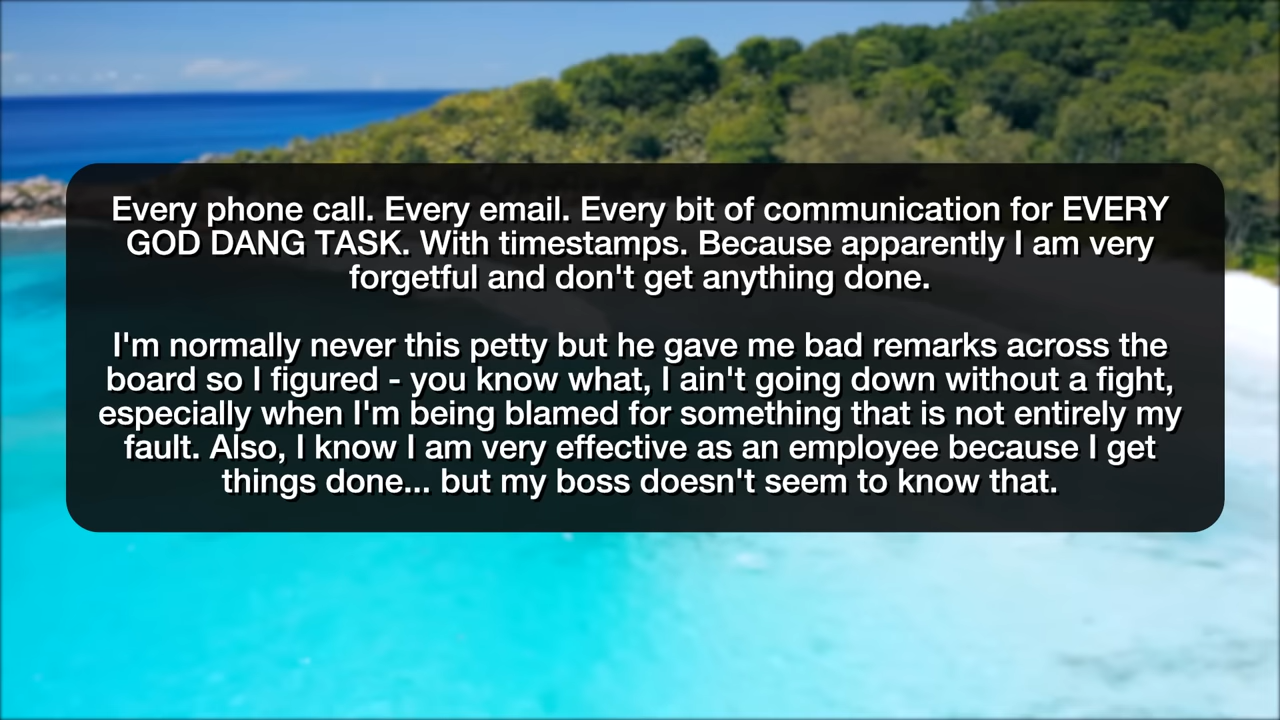 Every phone call. Every email. Every bit of communication for EVERY
GOD DANG TASK. With timestamps. Because apparently I am very
forgetful and don't get anything done.
I'm normally never this petty but he gave me bad remarks across the
board so I figured - you know what, I ain't going down without a fight,
especially when I'm being blamed for something that is not entirely my
fault. Also, I know I am very effective as an employee because I get
things done... but my boss doesn't seem to know that.